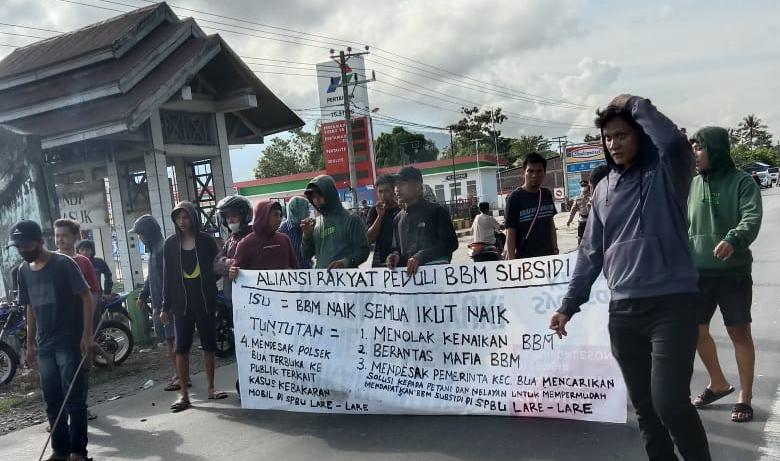 ALIANSI RAKYAT PEDULI BBM SUBSIDI
ISU = BBM NAIK SEMUA IKUT NAIK
TUNTUTAN = 1. MENOLAK KENAIKAN BBM
2. BERANTAS MAFIA BBM
3. MENDESAK PEMERINTA KEC. BUA MENCARIKAN
SOLUSI KEPADA PETANI DAN NELAYAN UNTUK MEMPERMUDAH
MENDAPATKAN BBM SUBSIDI DI SPBU LARE - LARE
4. MENDESAK POLSEK
BUA TERBUKA KE
PUBLIK TERKAIT
KASUS KEBAKARAN
MOBIL DI SPBU LARE - LARE